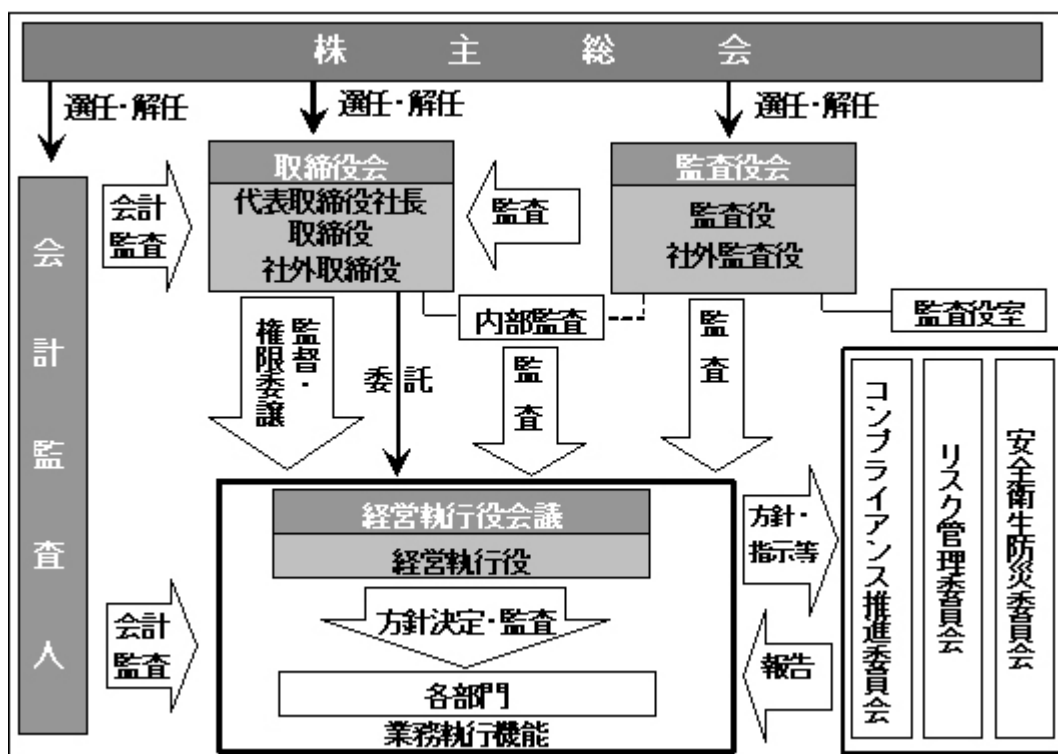 株主総会
選任・解任
選任・解任
選任・解任
取締役会
代表取締役社長
取締役
社外取締役
監査役会
監査役
社外監査役
会計
監査
監査
会計監査人
内部監査
監査役室
監督・
権限委譲
委託
監査
監査
コンプライアンス推進委員会
リスク管理委員会
安全衛生防災委員会
経営執行役会議
経営執行役
方針・
指示等
方針決定・監査
会計
監査
報告
各部門
業務執行機能